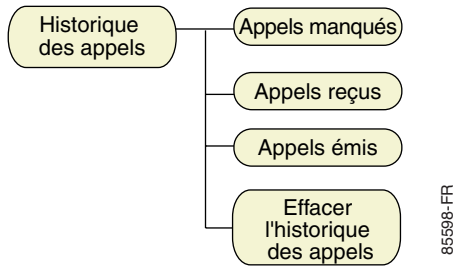 Historique
des appels
Appels manqués
Appels reçus
Appels émis
Effacer
l'historique
des appels
85598-FR